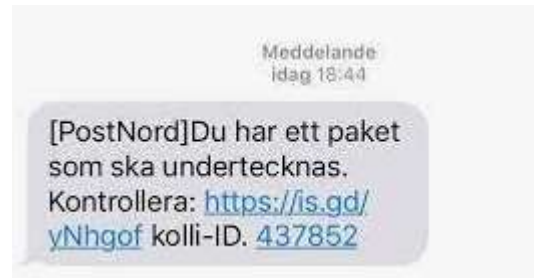 Meddelande
idag 18:44
[PostNord]Du har ett paket
som ska undertecknas.
Kontrollera: https://is.gd/
yNhgof kolli-ID. 437852